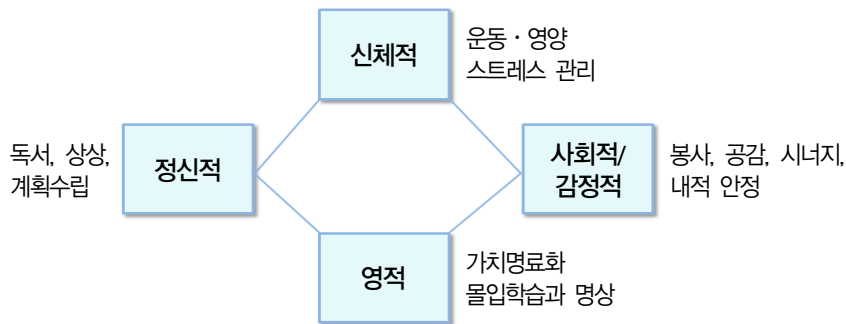 신체적
운동 · 영양
스트레스 관리
독서, 상상,
계획수립
정신적
사회적/
감정적
봉사, 공감, 시너지,
내적 안정
영적
가치명료화
몰입학습과 명상